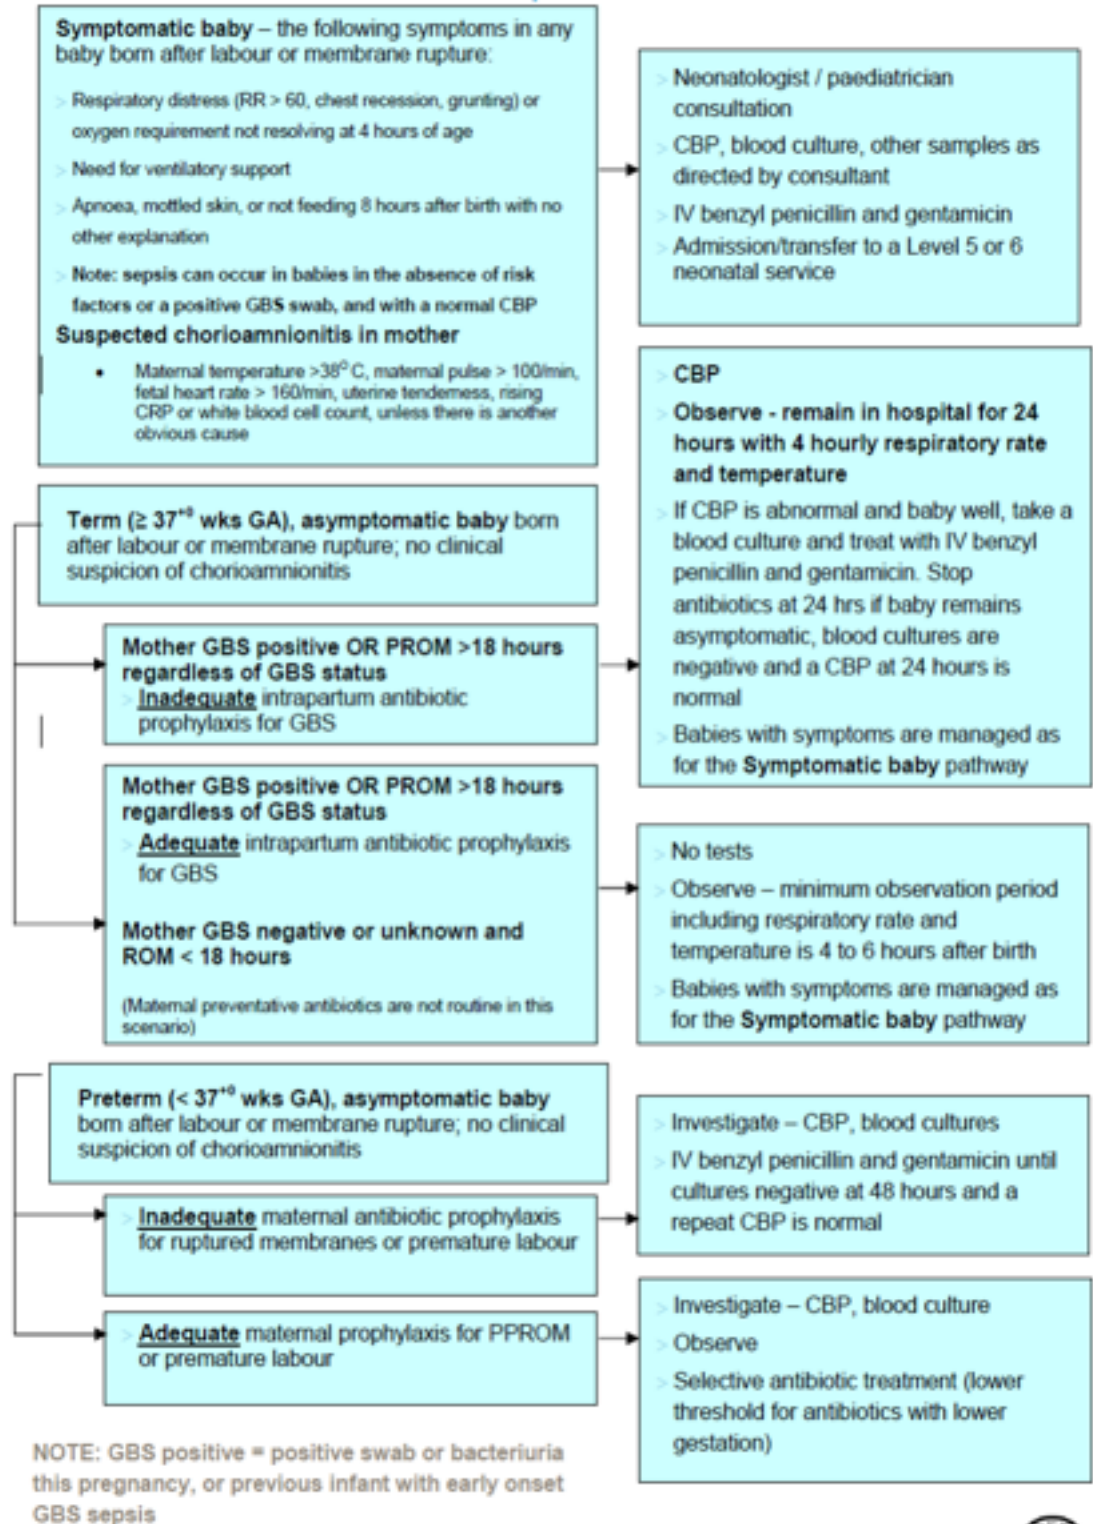 Symptomatic baby – the following symptoms in any
baby born after labour or membrane rupture:
> Respiratory distress (RR > 60, chest recession, grunting) or
oxygen requirement not resolving at 4 hours of age
> Need for ventilatory support
> Apnoea, mottled skin, or not feeding 8 hours after birth with no
other explanation
> Note: sepsis can occur in babies in the absence of risk
factors or a positive GBS swab, and with a normal CBP
Suspected chorioamnionitis in mother
• Maternal temperature >38⁰ C, maternal pulse > 100/min,
fetal heart rate > 160/min, uterine tenderness, rising
CRP or white blood cell count, unless there is another
obvious cause
> Neonatologist / paediatrician
consultation
> CBP, blood culture, other samples as
directed by consultant
> IV benzyl penicillin and gentamicin
> Admission/transfer to a Level 5 or 6
neonatal service
Term (≥ 37⁺⁰ wks GA), asymptomatic baby born
after labour or membrane rupture; no clinical
suspicion of chorioamnionitis
Mother GBS positive OR PROM >18 hours
regardless of GBS status
> Inadequate intrapartum antibiotic
prophylaxis for GBS
> CBP
> Observe - remain in hospital for 24
hours with 4 hourly respiratory rate
and temperature
> If CBP is abnormal and baby well, take a
blood culture and treat with IV benzyl
penicillin and gentamicin. Stop
antibiotics at 24 hrs if baby remains
asymptomatic, blood cultures are
negative and a CBP at 24 hours is
normal
> Babies with symptoms are managed as
for the Symptomatic baby pathway
Mother GBS positive OR PROM >18 hours
regardless of GBS status
> Adequate intrapartum antibiotic prophylaxis
for GBS
Mother GBS negative or unknown and
ROM < 18 hours
(Maternal preventative antibiotics are not routine in this
scenario)
> No tests
> Observe – minimum observation period
including respiratory rate and
temperature is 4 to 6 hours after birth
> Babies with symptoms are managed as
for the Symptomatic baby pathway
Preterm (< 37⁺⁰ wks GA), asymptomatic baby
born after labour or membrane rupture; no clinical
suspicion of chorioamnionitis
> Inadequate maternal antibiotic prophylaxis
for ruptured membranes or premature labour
> Investigate – CBP, blood cultures
> IV benzyl penicillin and gentamicin until
cultures negative at 48 hours and a
repeat CBP is normal
> Adequate maternal prophylaxis for PPROM
or premature labour
> Investigate – CBP, blood culture
> Observe
> Selective antibiotic treatment (lower
threshold for antibiotics with lower
gestation)
NOTE: GBS positive = positive swab or bacteriuria
this pregnancy, or previous infant with early onset
GBS sepsis